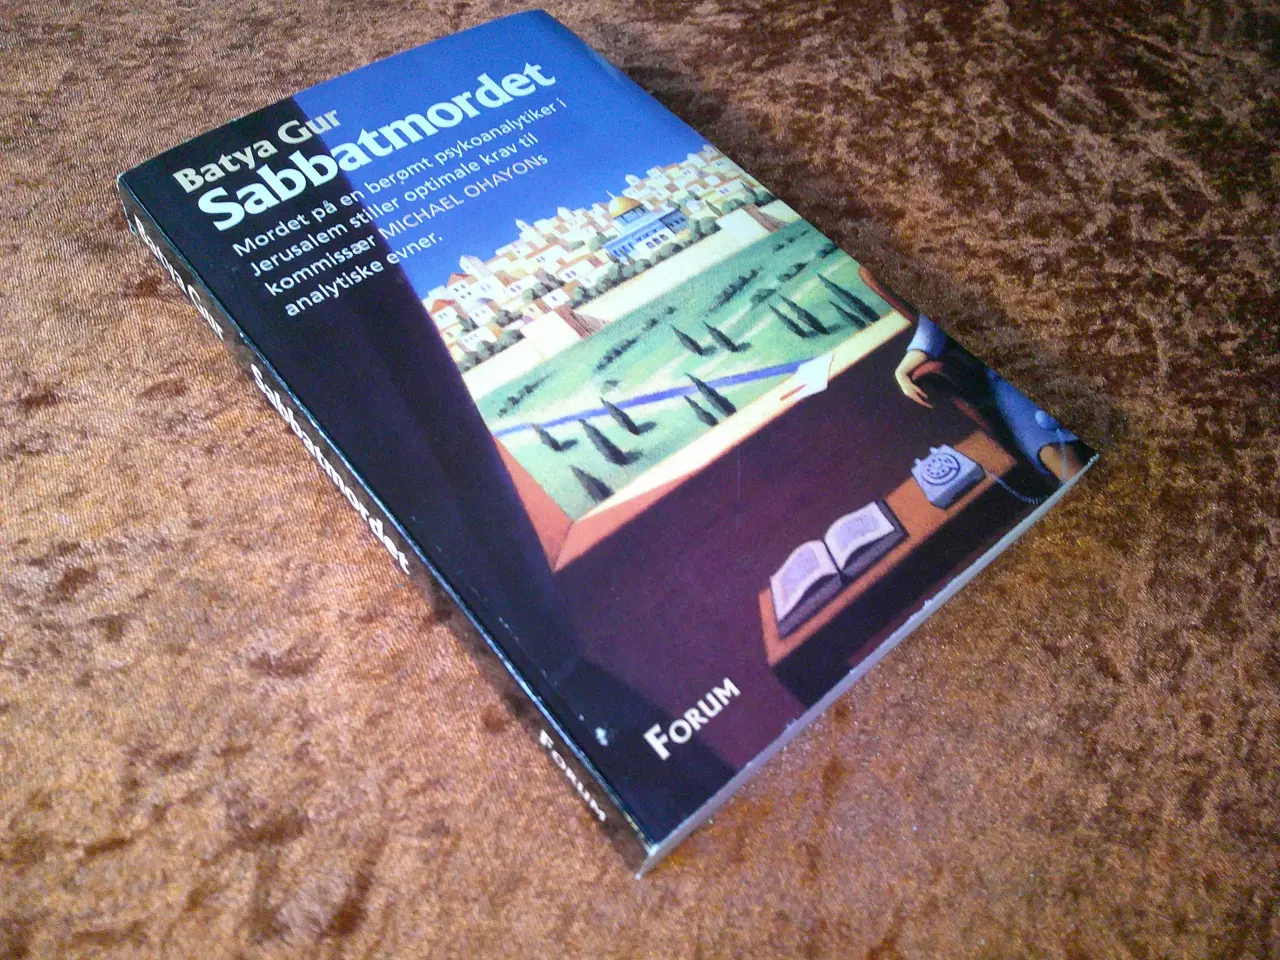 Batya Gur
Sabbatmordet
Mordet på en berømt psykoanalytiker i
Jerusalem stiller optimale krav til
kommissær MICHAEL OHAYONs
analytiske evner.
FORUM
Batya Gur
Sabbatmordet
FORUM